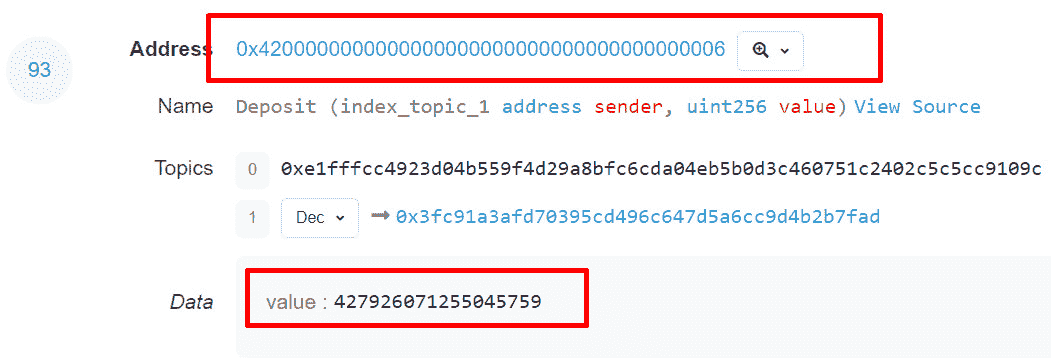 Address 0x4200000000000000000000000000000000000006
93
Name Deposit (index_topic_1 address sender, uint256 value) View Source
Topics 0 0xe1fffcc4923d04b559f4d29a8bfc6cda04eb5b0d3c460751c2402c5c5cc9109c
1 Dec → 0x3fc91a3afd70395cd496c647d5a6cc9d4b2b7fad
Data value : 427926071255045759